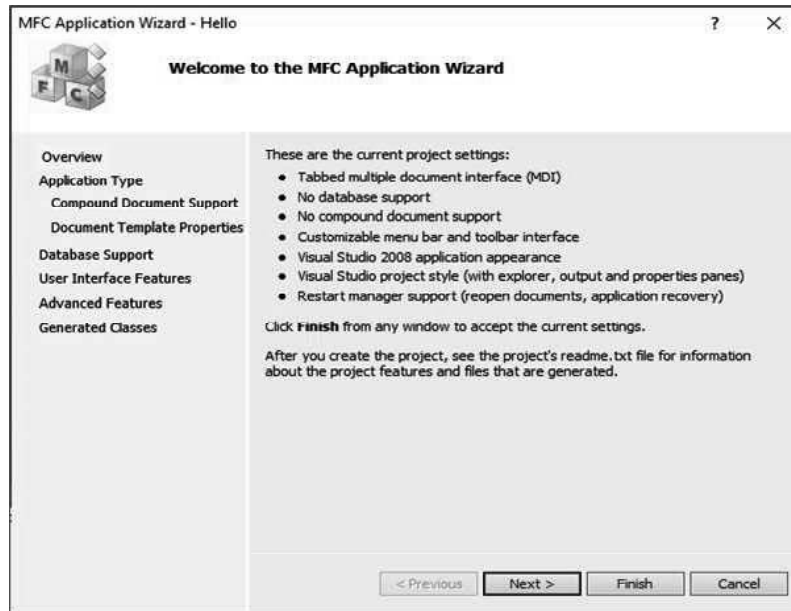 MFC Application Wizard - Hello
? ×
M
F C
Welcome to the MFC Application Wizard
Overview
Application Type
Compound Document Support
Document Template Properties
Database Support
User Interface Features
Advanced Features
Generated Classes
These are the current project settings:
• Tabbed multiple document interface (MDI)
• No database support
• No compound document support
• Customizable menu bar and toolbar interface
• Visual Studio 2008 application appearance
• Visual Studio project style (with explorer, output and properties panes)
• Restart manager support (reopen documents, application recovery)
Click Finish from any window to accept the current settings.
After you create the project, see the project's readme.txt file for information
about the project features and files that are generated.
< Previous Next > Finish Cancel